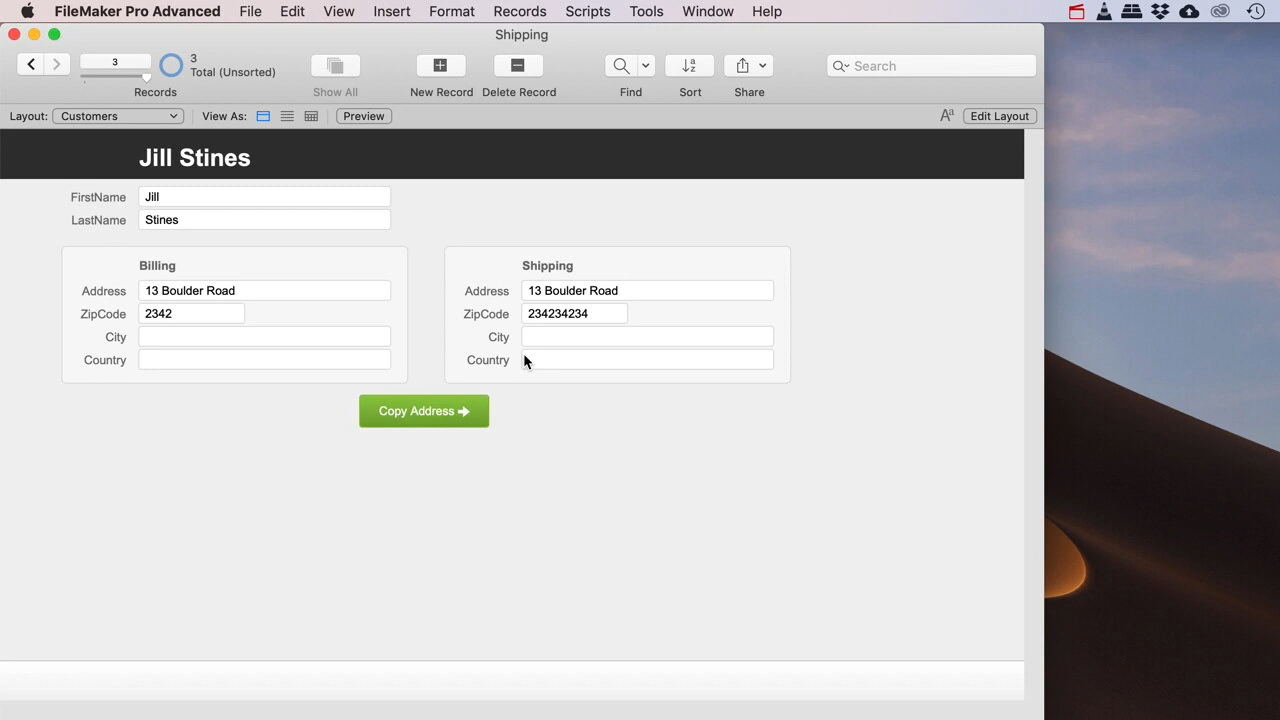 FileMaker Pro Advanced File Edit View Insert Format Records Scripts Tools Window Help
Shipping
3
3
Total (Unsorted)
Records
Show All
New Record
Delete Record
Find
Sort
Share
Search
Layout: Customers
View As:
Preview
Aa
Edit Layout
Jill Stines
FirstName Jill
LastName Stines
Billing
Address 13 Boulder Road
ZipCode 2342
City
Country
Shipping
Address 13 Boulder Road
ZipCode 234234234
City
Country
Copy Address